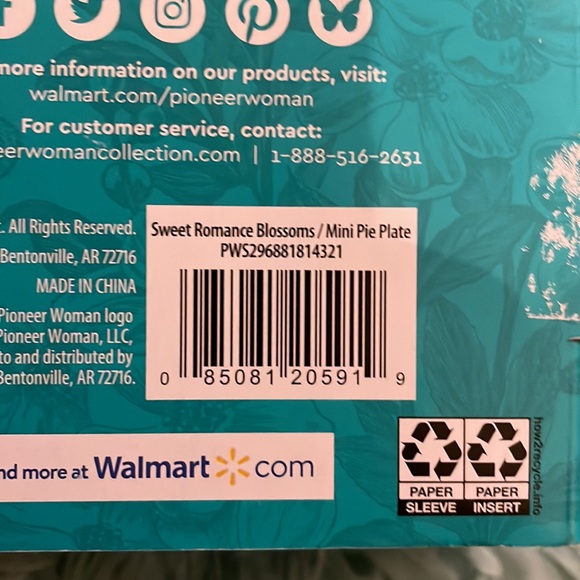 more information on our products, visit:
walmart.com/pioneerwoman
For customer service, contact:
eerwomancollection.com | 1-888-516-2631
. All Rights Reserved.
Bentonville, AR 72716
MADE IN CHINA
Pioneer Woman logo
Pioneer Woman, LLC,
to and distributed by
Bentonville, AR 72716.
Sweet Romance Blossoms / Mini Pie Plate
PWS296881814321
0 85081 20591 9
nd more at Walmart com
PAPER PAPER
SLEEVE INSERT
how2recycle.info